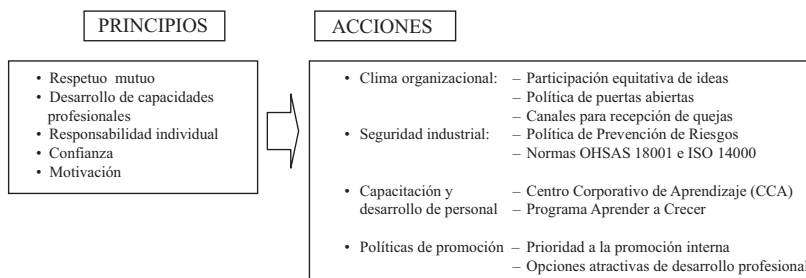 PRINCIPIOS
ACCIONES
• Respetuo mutuo
• Desarrollo de capacidades
profesionales
• Responsabilidad individual
• Confianza
• Motivación
• Clima organizacional: – Participación equitativa de ideas
– Política de puertas abiertas
– Canales para recepción de quejas
• Seguridad industrial: – Política de Prevención de Riesgos
– Normas OHSAS 18001 e ISO 14000
• Capacitación y – Centro Corporativo de Aprendizaje (CCA)
desarrollo de personal – Programa Aprender a Crecer
• Políticas de promoción – Prioridad a la promoción interna
– Opciones atractivas de desarrollo profesional